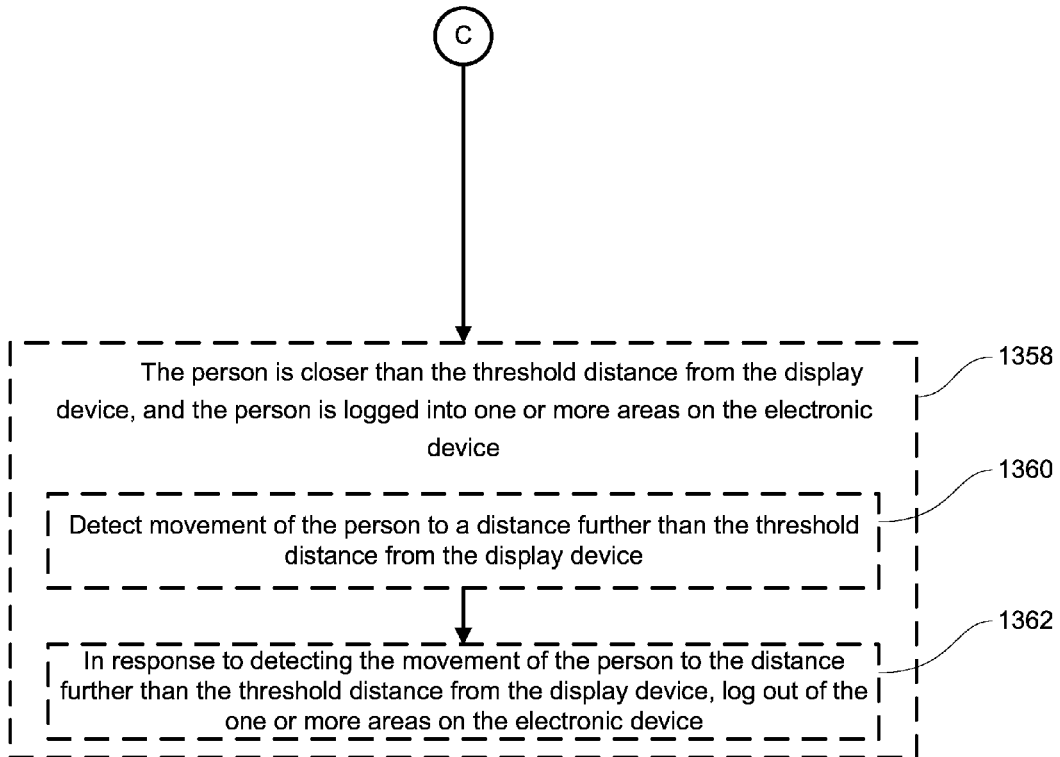 C
The person is closer than the threshold distance from the display
device, and the person is logged into one or more areas on the electronic
device
1358
Detect movement of the person to a distance further than the threshold
distance from the display device
1360
In response to detecting the movement of the person to the distance
further than the threshold distance from the display device, log out of the
one or more areas on the electronic device
1362